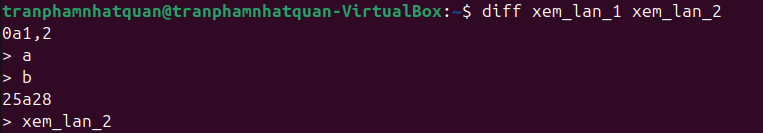 tranphamnhatquan@tranphamnhatquan-VirtualBox:~$ diff xem_lan_1 xem_lan_2
0a1,2
> a
> b
25a28
> xem_lan_2